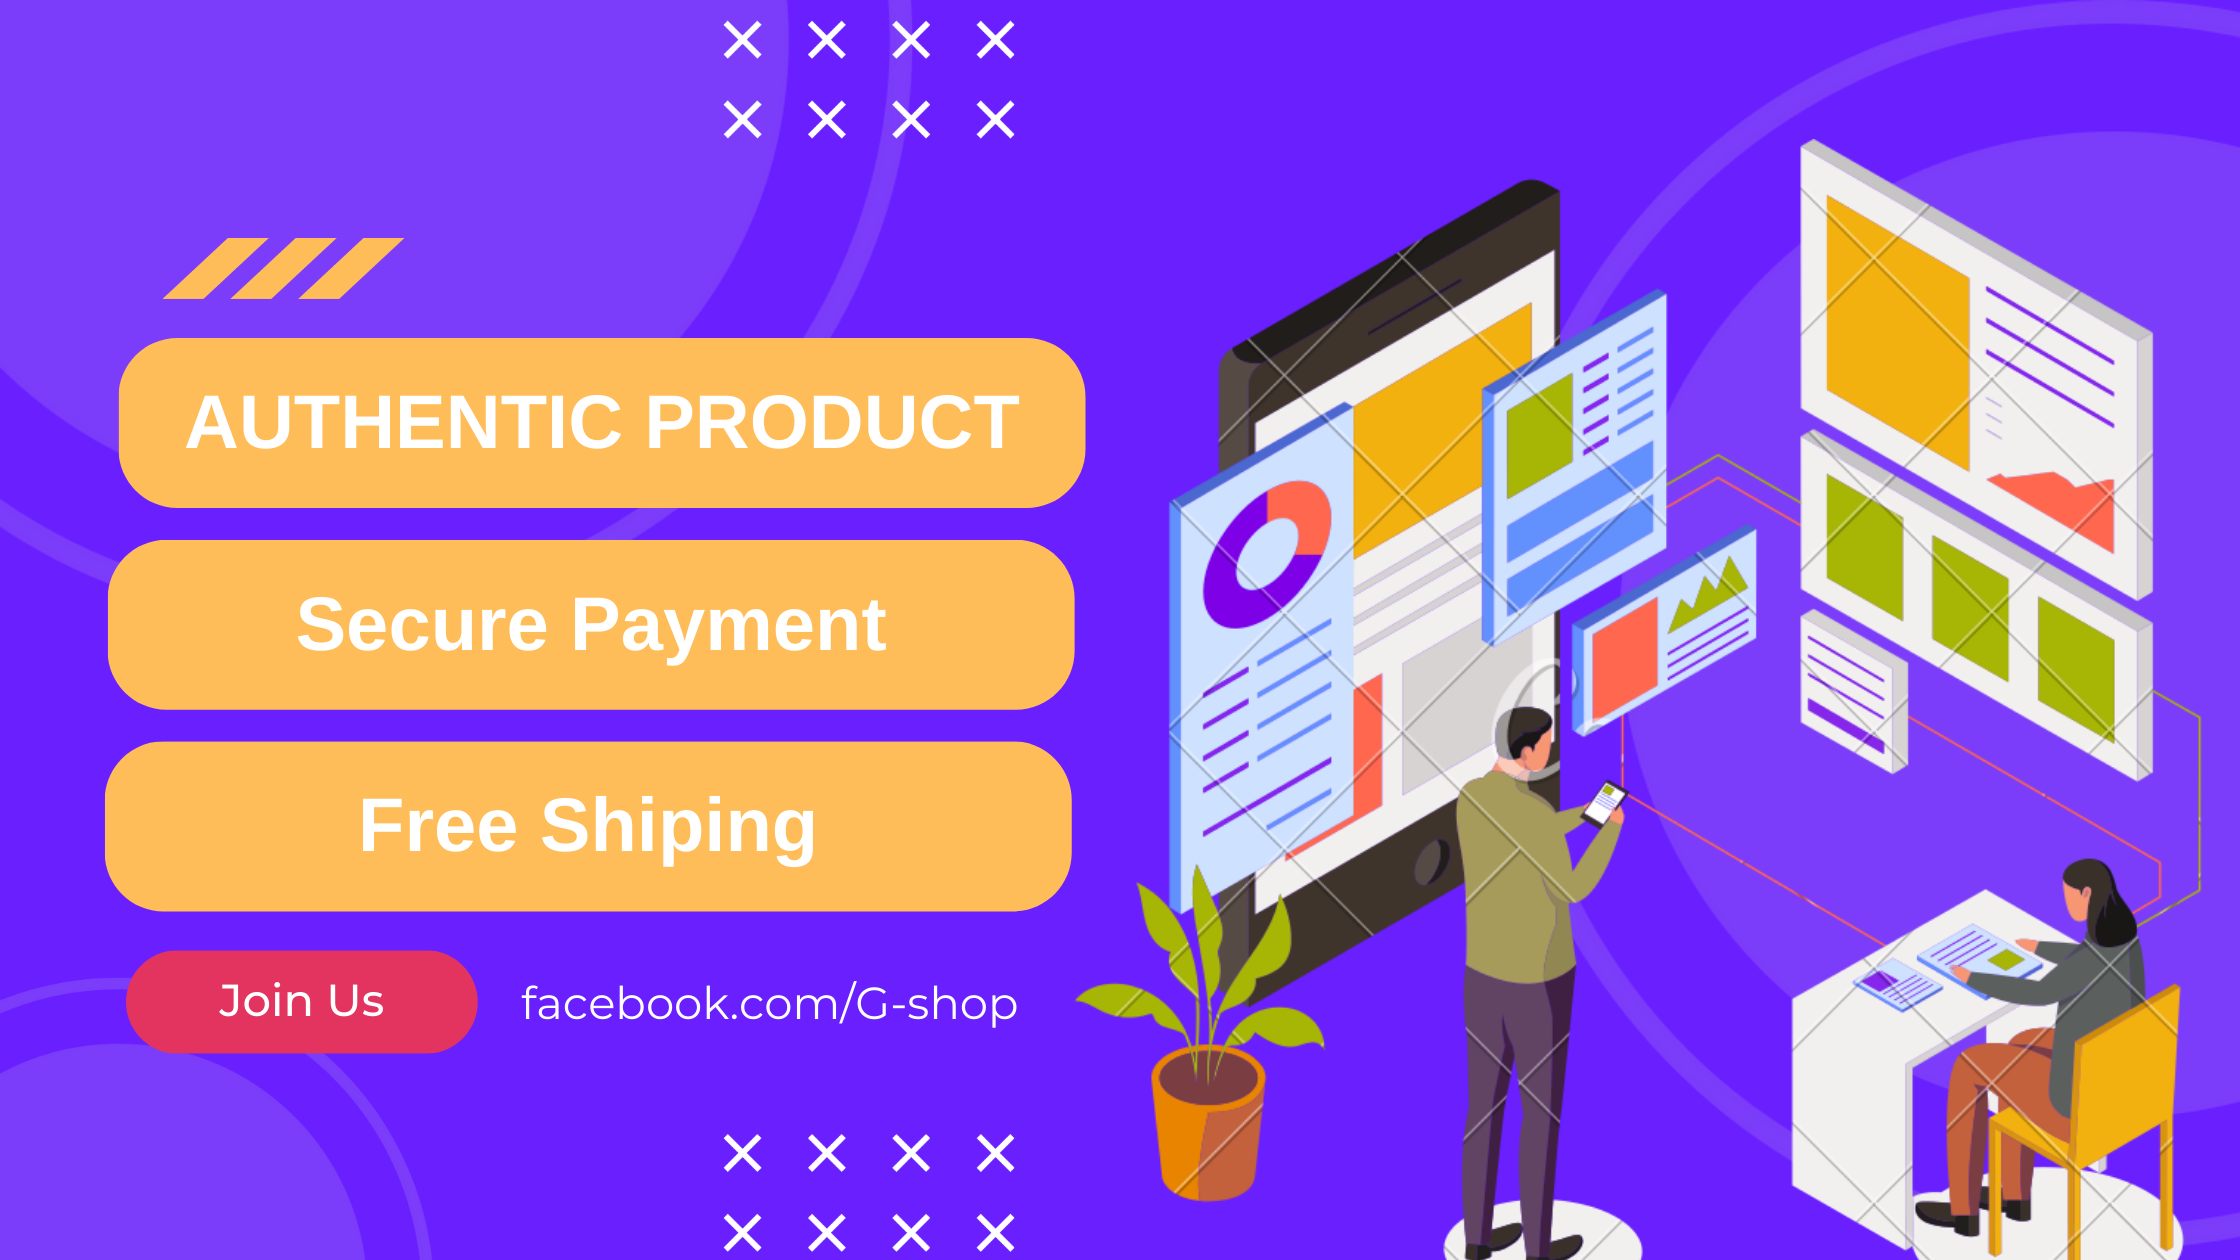 AUTHENTIC PRODUCT
Secure Payment
Free Shiping
Join Us
facebook.com/G-shop